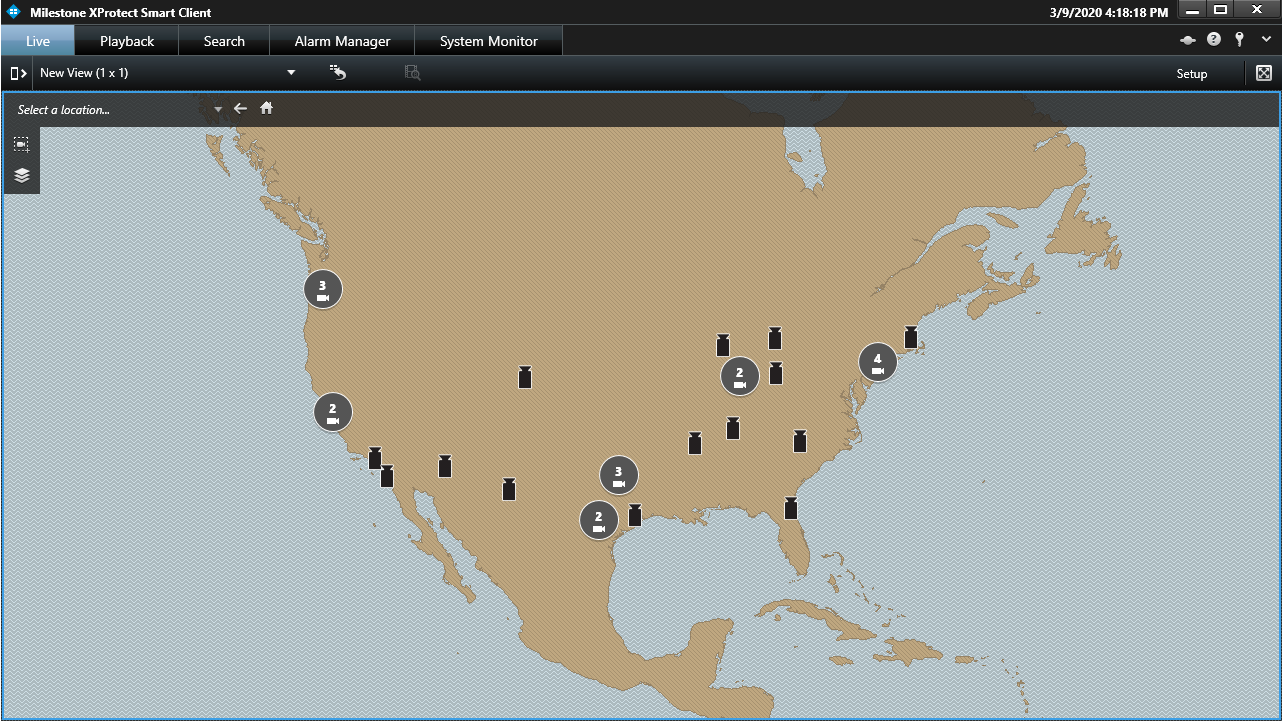 Milestone XProtect Smart Client
3/9/2020 4:18:18 PM
Live
Playback
Search
Alarm Manager
System Monitor
?
New View (1 x 1)
Setup
Select a location...
3
2
4
2
2
3
2